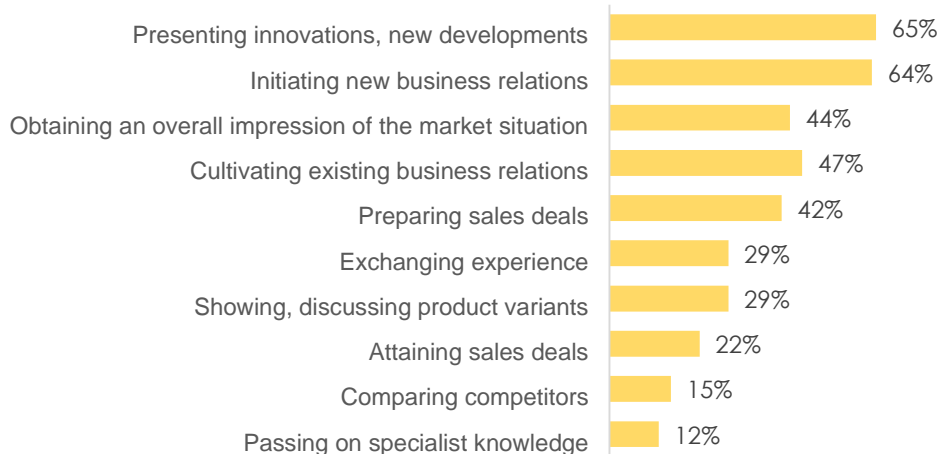 Presenting innovations, new developments 65%
Initiating new business relations 64%
Obtaining an overall impression of the market situation 44%
Cultivating existing business relations 47%
Preparing sales deals 42%
Exchanging experience 29%
Showing, discussing product variants 29%
Attaining sales deals 22%
Comparing competitors 15%
Passing on specialist knowledge 12%